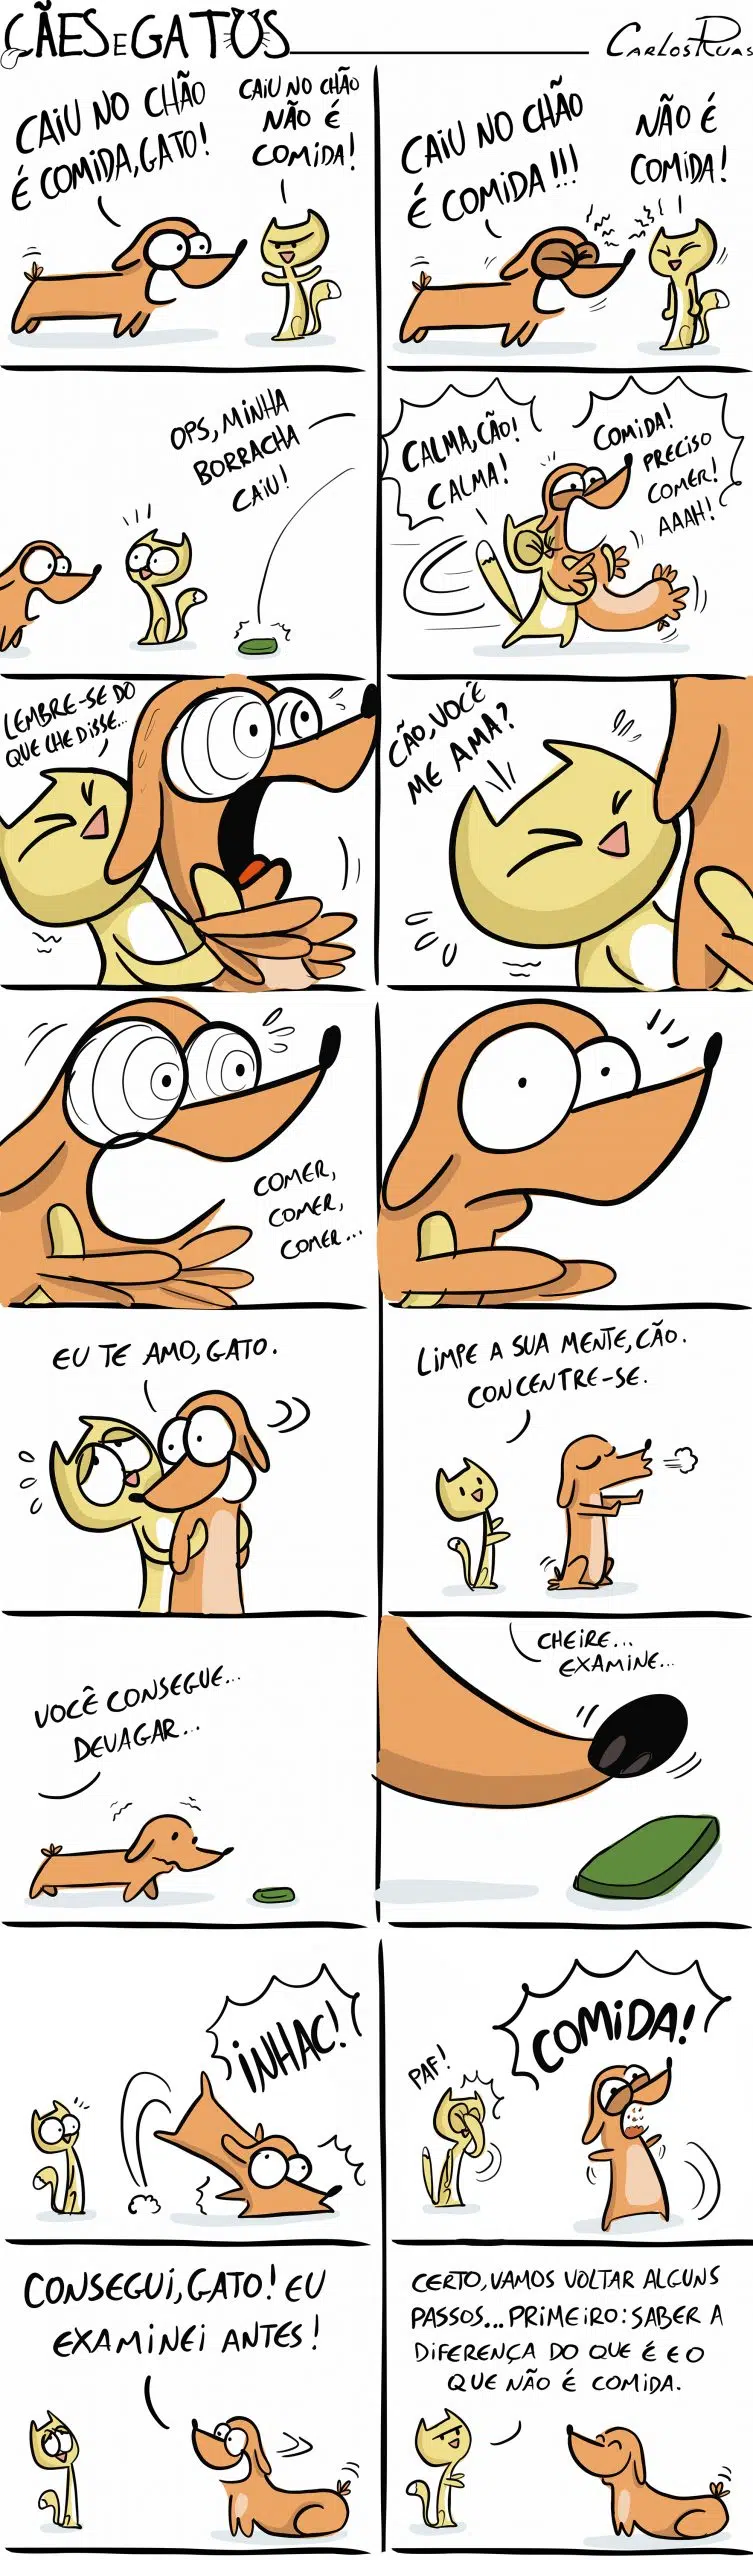 CÃES E GATOS
CARLOS RUAS
CAIU NO CHÃO
É COMIDA, GATO!
CAIU NO CHÃO
NÃO É
COMIDA!
CAIU NO CHÃO
É COMIDA!!!
NÃO É
COMIDA!
OPS, MINHA
BORRACHA
CAIU!
CALMA, CÃO!
CALMA!
COMIDA!
PRECISO
COMER!
AAAH!
LEMBRE-SE DO
QUE LHE DISSE...
CÃO, VOCÊ
ME AMA?
COMER,
COMER,
COMER...
EU TE AMO, GATO.
LIMPE A SUA MENTE, CÃO.
CONCENTRE-SE.
VOCÊ CONSEGUE...
DEVAGAR...
CHEIRE...
EXAMINE...
INHAC!
PAF!
COMIDA!
CONSEGUI, GATO! EU
EXAMINEI ANTES!
CERTO, VAMOS VOLTAR ALGUNS
PASSOS... PRIMEIRO: SABER A
DIFERENÇA DO QUE É E O
QUE NÃO É COMIDA.